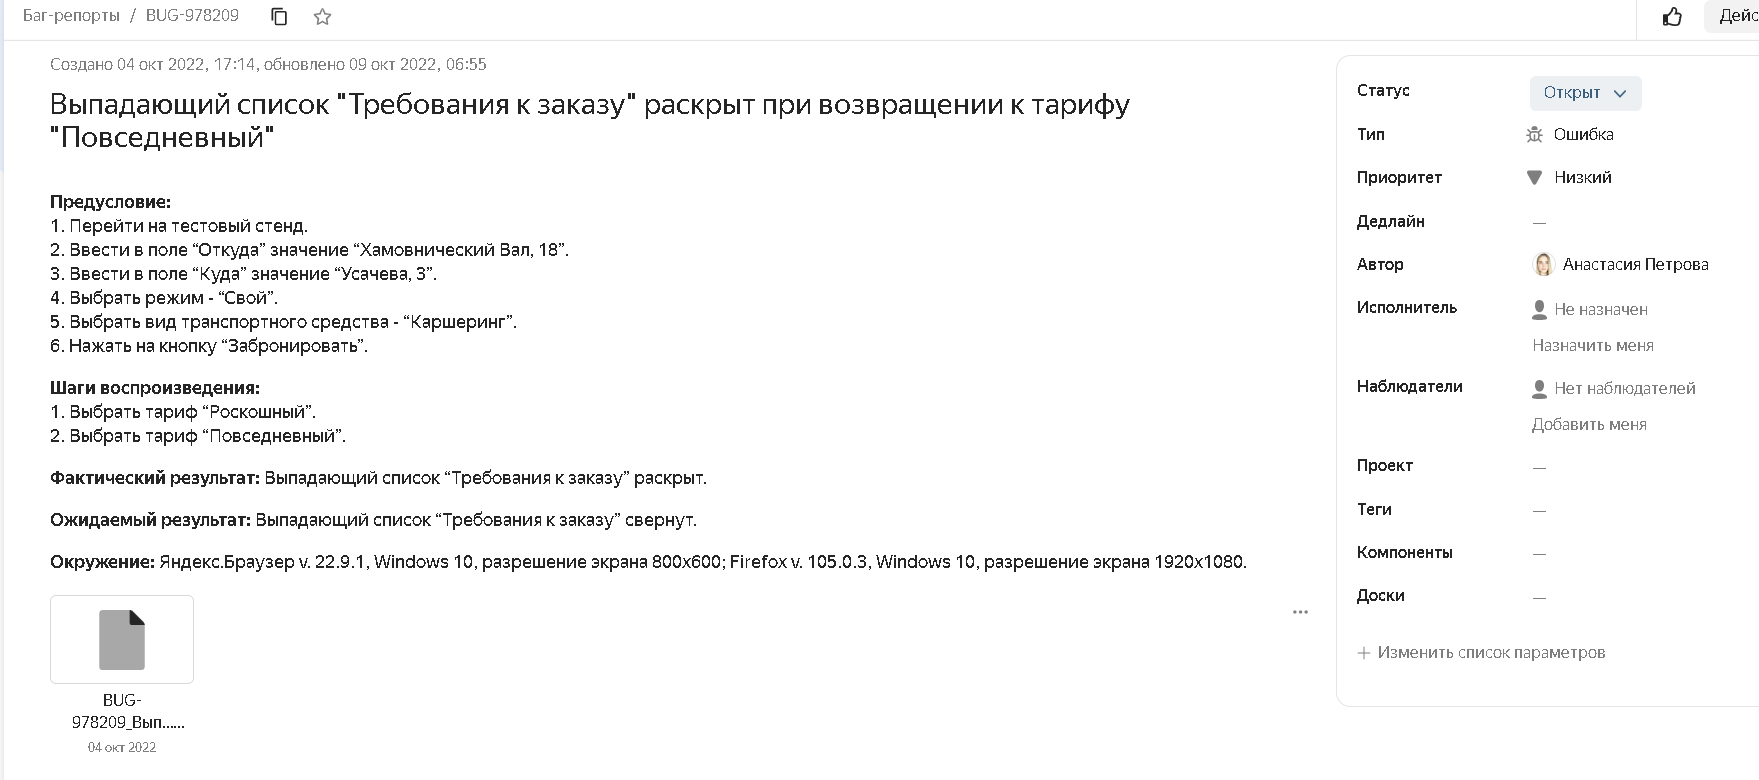 Баг-репорты / BUG-978209
Создано 04 окт 2022, 17:14, обновлено 09 окт 2022, 06:55
Выпадающий список "Требования к заказу" раскрыт при возвращении к тарифу
"Повседневный"
Предусловие:
1. Перейти на тестовый стенд.
2. Ввести в поле “Откуда” значение “Хамовнический Вал, 18”.
3. Ввести в поле “Куда” значение “Усачева, 3”.
4. Выбрать режим - “Свой”.
5. Выбрать вид транспортного средства - “Каршеринг”.
6. Нажать на кнопку “Забронировать”.
Шаги воспроизведения:
1. Выбрать тариф “Роскошный”.
2. Выбрать тариф “Повседневный”.
Фактический результат: Выпадающий список “Требования к заказу” раскрыт.
Ожидаемый результат: Выпадающий список “Требования к заказу” свернут.
Окружение: Яндекс.Браузер v. 22.9.1, Windows 10, разрешение экрана 800x600; Firefox v. 105.0.3, Windows 10, разрешение экрана 1920x1080.
BUG-
978209_Вып......
04 окт 2022
Дейс
Статус Открыт
Тип Ошибка
Приоритет Низкий
Дедлайн —
Автор Анастасия Петрова
Исполнитель Не назначен
Назначить меня
Наблюдатели Нет наблюдателей
Добавить меня
Проект —
Теги —
Компоненты —
Доски —
+ Изменить список параметров